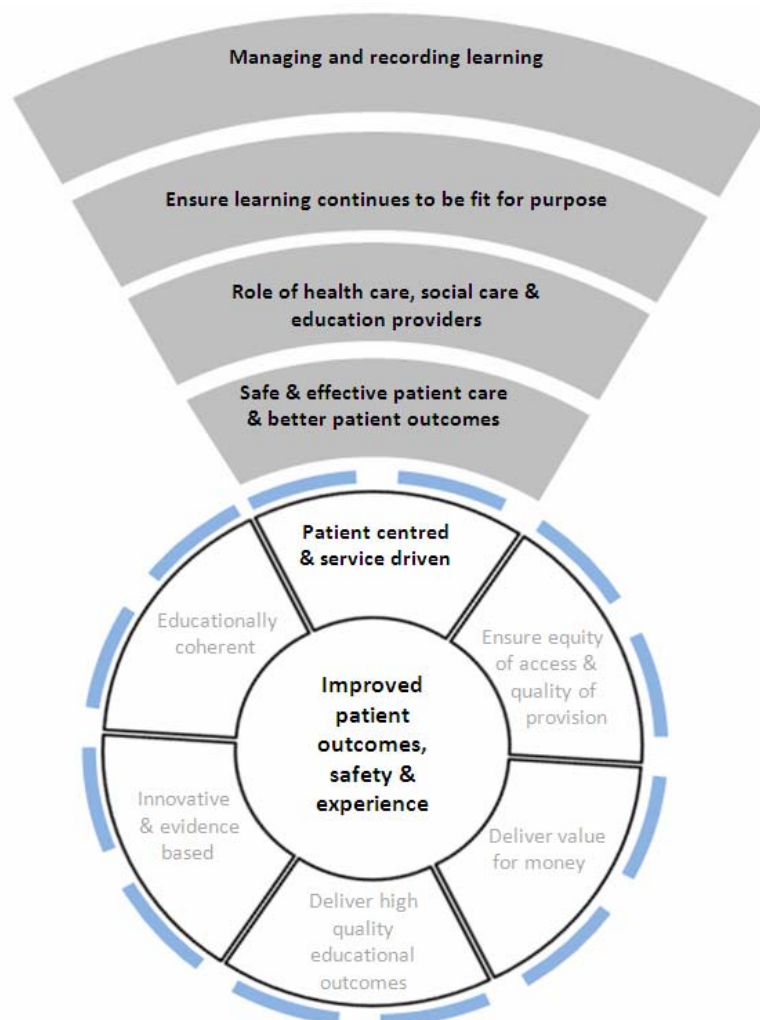 Managing and recording learning
Ensure learning continues to be fit for purpose
Role of health care, social care &
education providers
Safe & effective patient care
& better patient outcomes
Patient centred
& service driven
Educationally
coherent
Ensure equity
of access &
quality of
provision
Improved
patient
outcomes,
safety &
experience
Innovative
& evidence
based
Deliver value
for money
Deliver high
quality
educational
outcomes